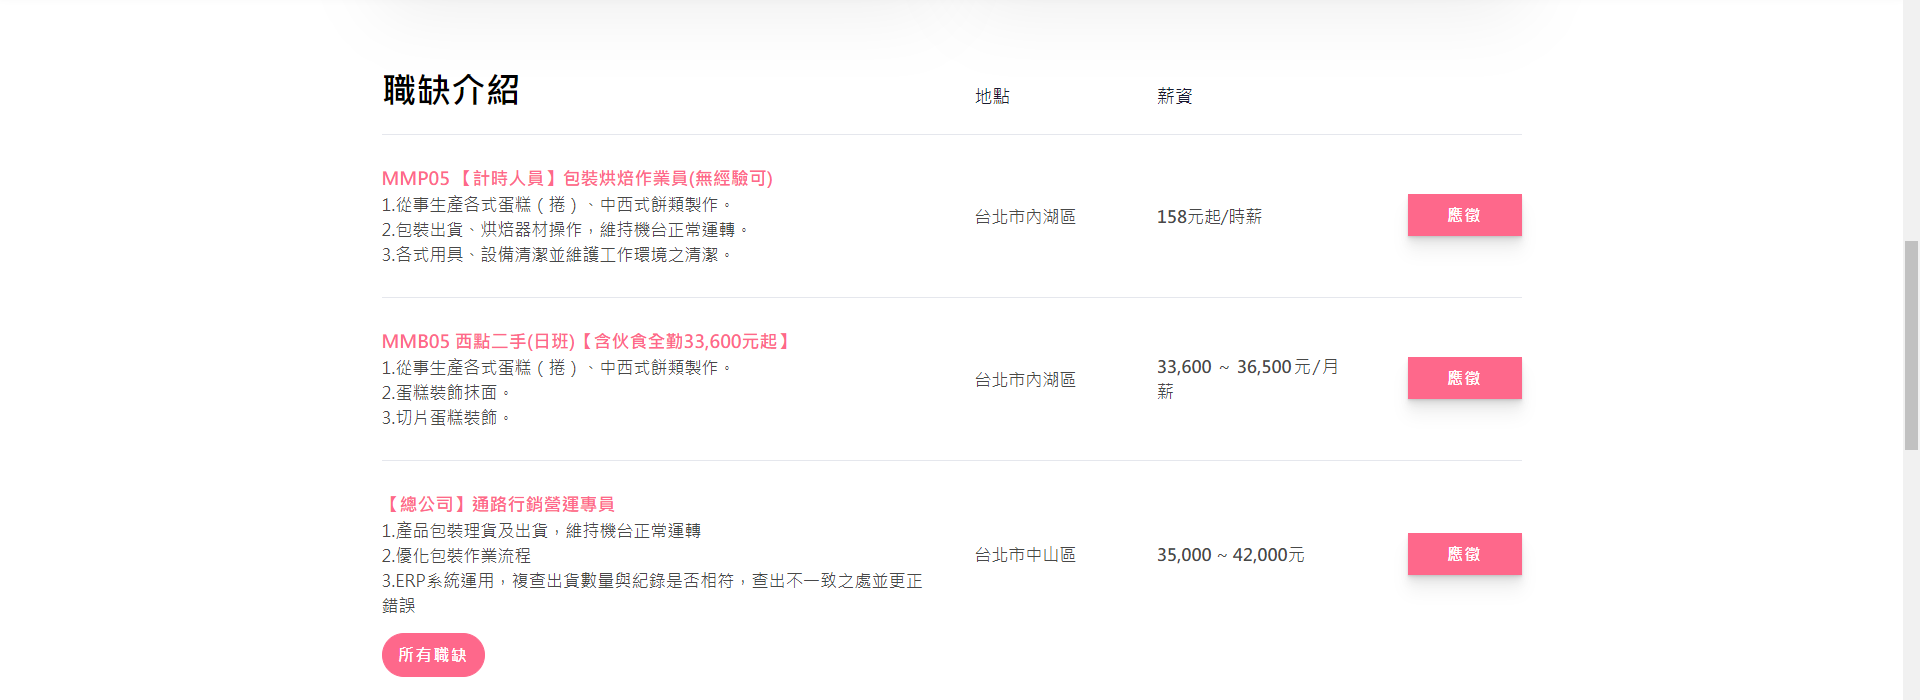 職缺介紹 地點 薪資
MMP05 【計時人員】包裝烘焙作業員(無經驗可)
1.從事生產各式蛋糕（捲）、中西式餅類製作。
2.包裝出貨、烘焙器材操作，維持機台正常運轉。
3.各式用具、設備清潔並維護工作環境之清潔。
台北市內湖區
158元起/時薪
應徵
MMB05 西點二手(日班)【含伙食全勤33,600元起】
1.從事生產各式蛋糕（捲）、中西式餅類製作。
2.蛋糕裝飾抹面。
3.切片蛋糕裝飾。
台北市內湖區
33,600 ~ 36,500元/月
薪
應徵
【總公司】通路行銷營運專員
1.產品包裝理貨及出貨，維持機台正常運轉
2.優化包裝作業流程
3.ERP系統運用，複查出貨數量與紀錄是否相符，查出不一致之處並更正
錯誤
台北市中山區
35,000 ~ 42,000元
應徵
所有職缺